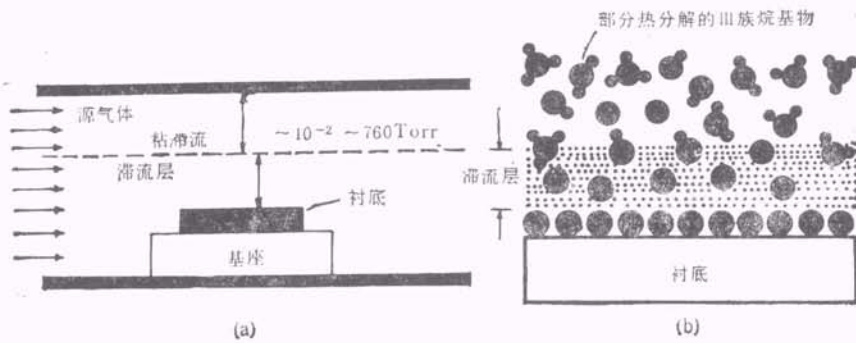 源气体
粘滞流
~10⁻² ~760Torr
滞流层
衬底
基座
(a)
部分热分解的Ⅲ族烷基物
滞流层
衬底
(b)